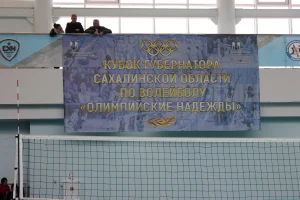 КУБОК ГУБЕРНАТОРА
САХАЛИНСКОЙ ОБЛАСТИ
ПО ВОЛЕЙБОЛУ
«ОЛИМПИЙСКИЕ НАДЕЖДЫ»